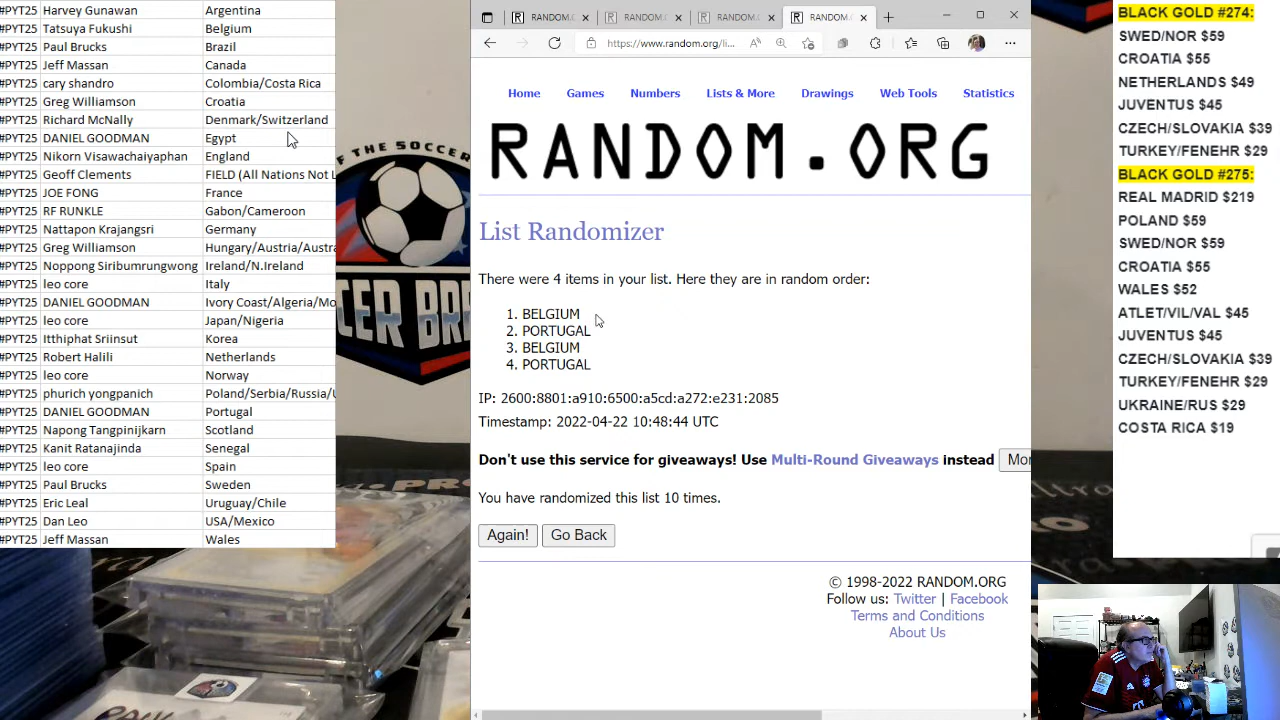 #PYT25 Harvey Gunawan Argentina
#PYT25 Tatsuya Fukushi Belgium
#PYT25 Paul Brucks Brazil
#PYT25 Jeff Massan Canada
#PYT25 cary shandro Colombia/Costa Rica
#PYT25 Greg Williamson Croatia
#PYT25 Richard McNally Denmark/Switzerland
#PYT25 DANIEL GOODMAN Egypt
#PYT25 Nikorn Visawachaiyaphan England
#PYT25 Geoff Clements FIELD (All Nations Not L
#PYT25 JOE FONG France
#PYT25 RF RUNKLE Gabon/Cameroon
#PYT25 Nattapon Krajangsri Germany
#PYT25 Greg Williamson Hungary/Austria/Austra
#PYT25 Noppong Siribumrungwong Ireland/N.Ireland
#PYT25 leo core Italy
#PYT25 DANIEL GOODMAN Ivory Coast/Algeria/Mo
#PYT25 leo core Japan/Nigeria
#PYT25 Itthiphat Sriinsut Korea
#PYT25 Robert Halili Netherlands
#PYT25 leo core Norway
#PYT25 phurich yongpanich Poland/Serbia/Russia/U
#PYT25 DANIEL GOODMAN Portugal
#PYT25 Napong Tangpinijkarn Scotland
#PYT25 Kanit Ratanajinda Senegal
#PYT25 leo core Spain
#PYT25 Paul Brucks Sweden
#PYT25 Eric Leal Uruguay/Chile
#PYT25 Dan Leo USA/Mexico
#PYT25 Jeff Massan Wales
OF THE SOCCER
CER BRE
RANDOM. RANDOM. RANDOM. RANDOM.
https://www.random.org/li...
Home Games Numbers Lists & More Drawings Web Tools Statistics
RANDOM.ORG
List Randomizer
There were 4 items in your list. Here they are in random order:
1. BELGIUM
2. PORTUGAL
3. BELGIUM
4. PORTUGAL
IP: 2600:8801:a910:6500:a5cd:a272:e231:2085
Timestamp: 2022-04-22 10:48:44 UTC
Don't use this service for giveaways! Use Multi-Round Giveaways instead Mor
You have randomized this list 10 times.
Again! Go Back
© 1998-2022 RANDOM.ORG
Follow us: Twitter | Facebook
Terms and Conditions
About Us
BLACK GOLD #274:
SWED/NOR $59
CROATIA $55
NETHERLANDS $49
JUVENTUS $45
CZECH/SLOVAKIA $39
TURKEY/FENEHR $29
BLACK GOLD #275:
REAL MADRID $219
POLAND $59
SWED/NOR $59
CROATIA $55
WALES $52
ATLET/VIL/VAL $45
JUVENTUS $45
CZECH/SLOVAKIA $39
TURKEY/FENEHR $29
UKRAINE/RUS $29
COSTA RICA $19